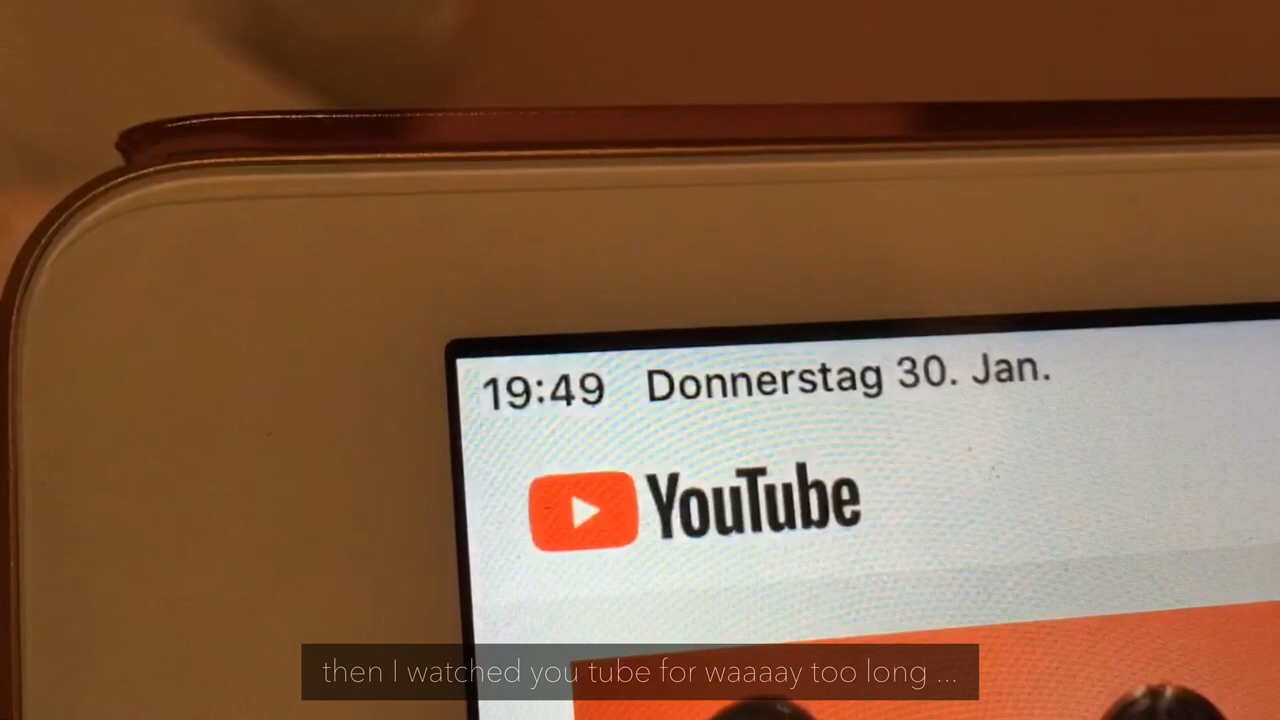 19:49 Donnerstag 30. Jan.
YouTube
then I watched you tube for waaaay too long ...